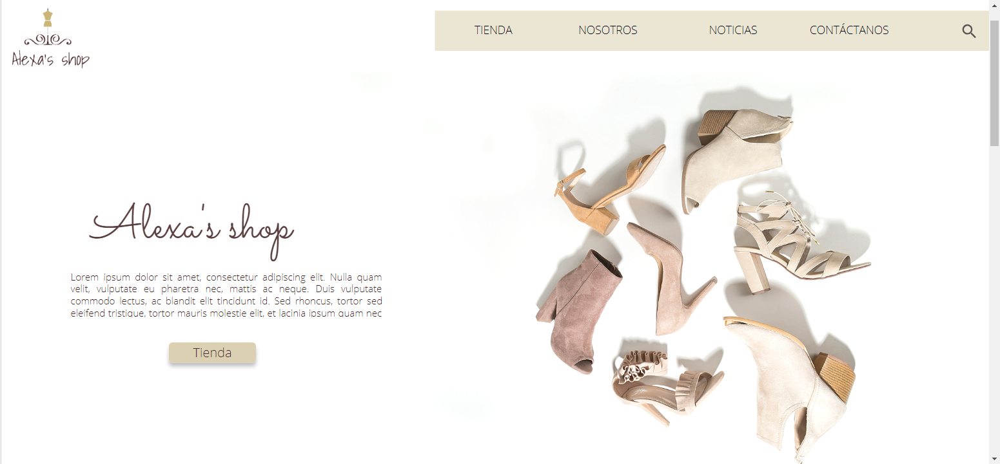 Alexa's shop
TIENDA NOSOTROS NOTICIAS CONTÁCTANOS
Alexa's shop
Lorem ipsum dolor sit amet, consectetur adipiscing elit. Nulla quam
velit, vulputate eu pharetra nec, mattis ac neque. Duis vulputate
commodo lectus, ac blandit elit tincidunt id. Sed rhoncus, tortor sed
eleifend tristique, tortor mauris molestie elit, et lacinia ipsum quam nec
Tienda